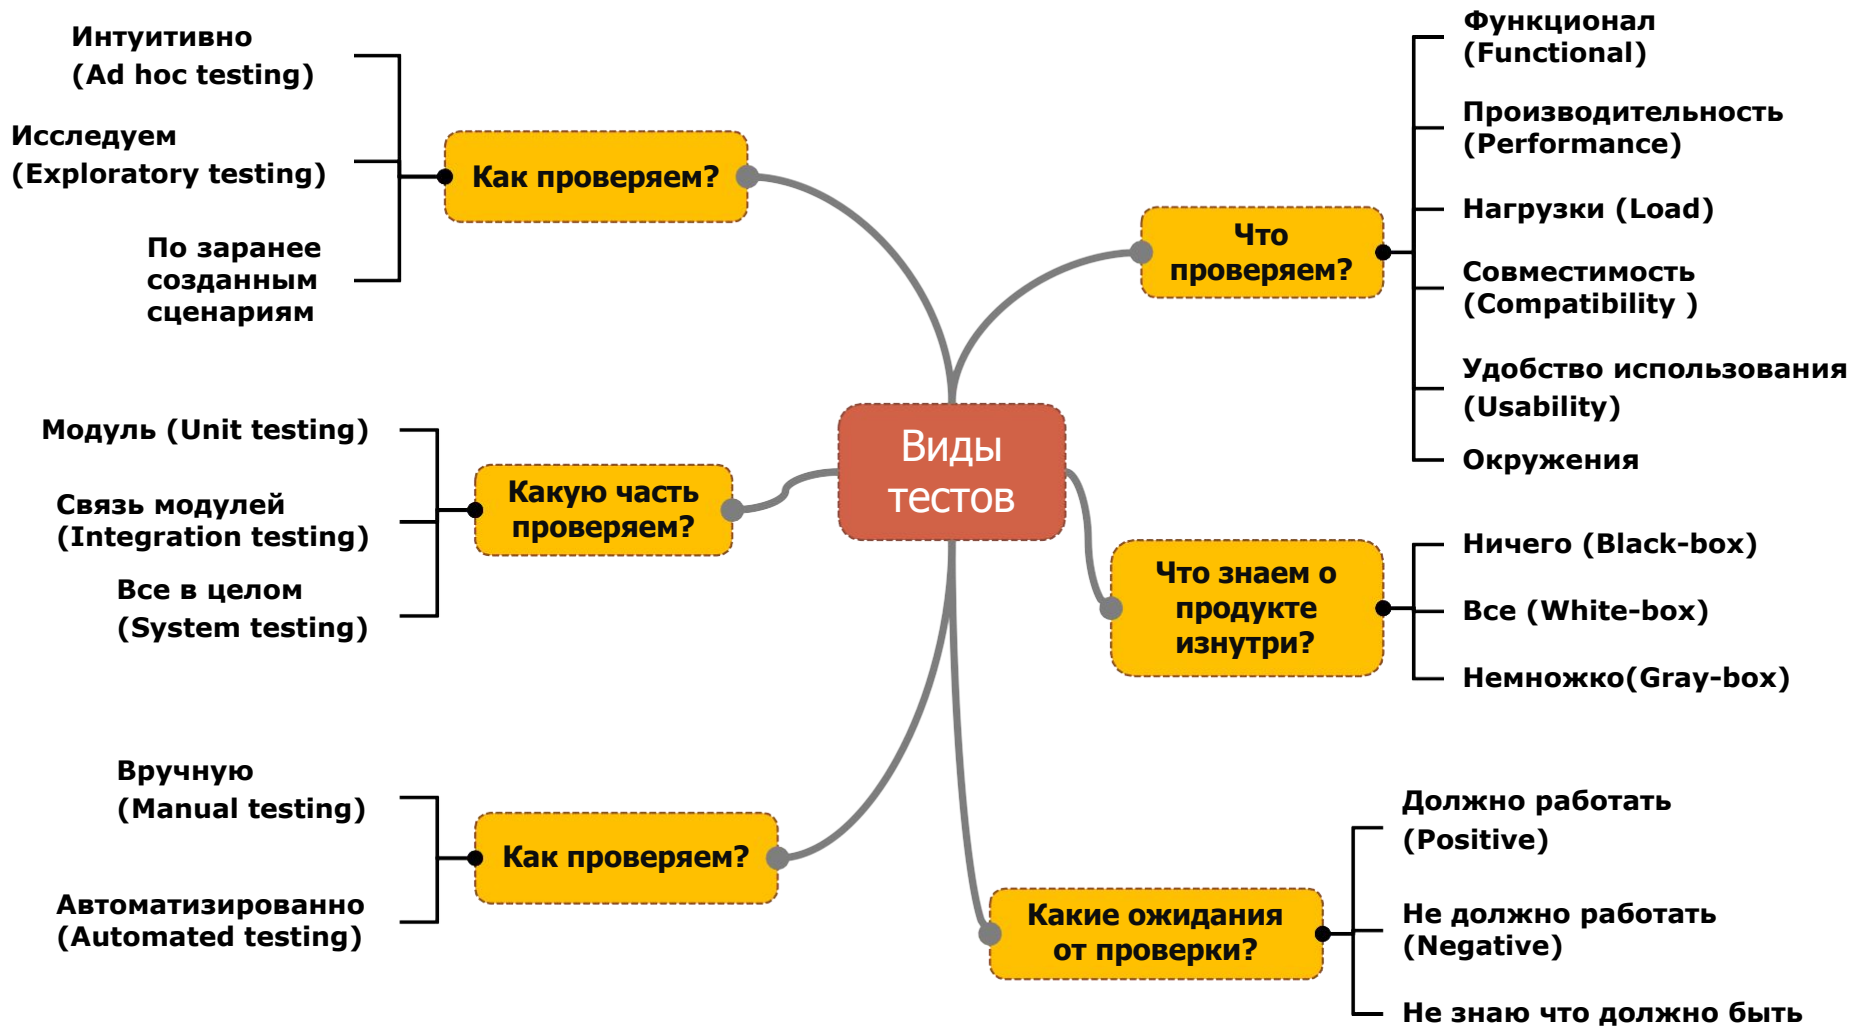 Интуитивно
(Ad hoc testing)
Исследуем
(Exploratory testing)
По заранее
созданным
сценариям
Как проверяем?
Модуль (Unit testing)
Связь модулей
(Integration testing)
Все в целом
(System testing)
Какую часть
проверяем?
Вручную
(Manual testing)
Автоматизированно
(Automated testing)
Как проверяем?
Виды
тестов
Что
проверяем?
Функционал
(Functional)
Производительность
(Performance)
Нагрузки (Load)
Совместимость
(Compatibility )
Удобство использования
(Usability)
Окружения
Что знаем о
продукте
изнутри?
Ничего (Black-box)
Все (White-box)
Немножко(Gray-box)
Какие ожидания
от проверки?
Должно работать
(Positive)
Не должно работать
(Negative)
Не знаю что должно быть